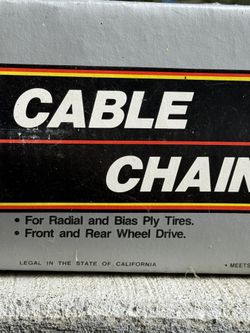 CABLE
CHAIN
• For Radial and Bias Ply Tires.
• Front and Rear Wheel Drive.
LEGAL IN THE STATE OF CALIFORNIA
• MEETS